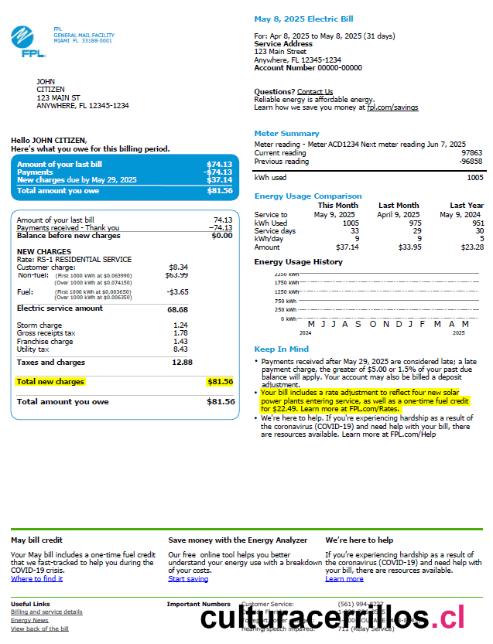 FPL
FPL
GENERAL MAIL FACILITY
MIAMI FL 33188-0001
JOHN
CITIZEN
123 MAIN ST
ANYWHERE, FL 12345-1234
Hello JOHN CITIZEN,
Here's what you owe for this billing period.
Amount of your last bill $74.13
Payments -$74.13
New charges due by May 29, 2025 $37.14
Total amount you owe $81.56
Amount of your last bill 74.13
Payments received - Thank you −74.13
Balance before new charges $0.00
NEW CHARGES
Rate: RS-1 RESIDENTIAL SERVICE
Customer charge: $8.34
Non-fuel: (First 1000 kWh at $0.063990) $63.99
(Over 1000 kWh at $0.074150)
Fuel: (First 1000 kWh at $0.003650) -$3.65
(Over 1000 kWh at $0.006350)
Electric service amount 68.68
Storm charge 1.24
Gross receipts tax 1.78
Franchise charge 1.43
Utility tax 8.43
Taxes and charges 12.88
Total new charges $81.56
Total amount you owe $81.56
May 8, 2025 Electric Bill
For: Apr 8, 2025 to May 8, 2025 (31 days)
Service Address
123 Main Street
Anywhere, FL 12345-1234
Account Number 00000-00000
Questions? Contact Us
Reliable energy is affordable energy.
Learn how we save you money at fpl.com/savings
Meter Summary
Meter reading - Meter ACD1234 Next meter reading Jun 7, 2025
Current reading 97863
Previous reading -96858
kWh used 1005
Energy Usage Comparison
This Month Last Month Last Year
Service to May 9, 2025 April 9, 2025 May 9, 2024
kWh Used 1005 975 951
Service days 33 29 30
kWh/day 9 9 5
Amount $37.14 $33.95 $23.28
Energy Usage History
2250 kWh
1750 kWh
750 kWh
500 kWh
250 kWh
0 kWh
M J J A S O N D J F M A M
2024 2025
Keep In Mind
• Payments received after May 29, 2025 are considered late; a late
payment charge, the greater of $5.00 or 1.5% of your past due
balance will apply. Your account may also be billed a deposit
adjustment.
• Your bill includes a rate adjustment to reflect four new solar
power plants entering service, as well as a one-time fuel credit
for $22.49. Learn more at FPL.com/Rates.
• We're here to help. If you're experiencing hardship as a result of
the coronavirus (COVID-19) and need help with your bill, there
are resources available. Learn more at FPL.com/Help
May bill credit
Your May bill includes a one-time fuel credit
that we fast-tracked to help you during the
COVID-19 crisis.
Where to find it
Save money with the Energy Analyzer
Our free online tool helps you better
understand your energy use with a breakdown
of your costs.
Start saving
We're here to help
If you're experiencing hardship as a result of
the coronavirus (COVID-19) and need help with
your bill, there are resources available.
Learn more
Useful Links
Billing and service details
Energy News
View back of the bill
Important Numbers
Customer Service: (561) 994-8227
Hearing/Speech Impaired: 711 (Relay Service)
culturacerrillos.cl